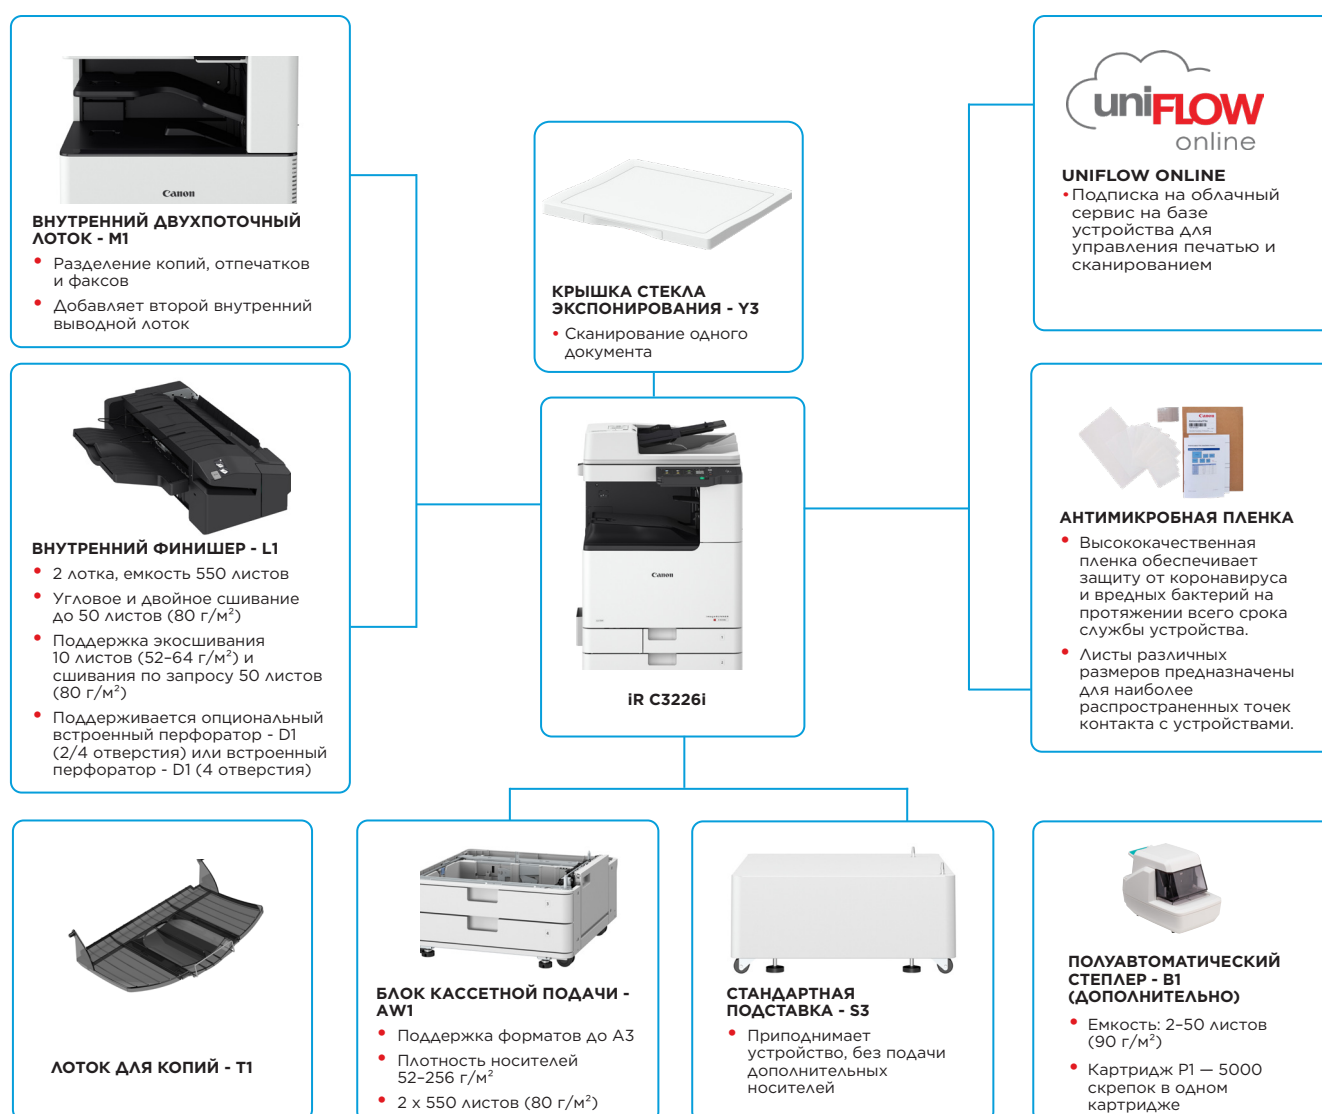 Canon
ВНУТРЕННИЙ ДВУХПОТОЧНЫЙ
ЛОТОК - M1
• Разделение копий, отпечатков
и факсов
• Добавляет второй внутренний
выводной лоток
ВНУТРЕННИЙ ФИНИШЕР - L1
• 2 лотка, емкость 550 листов
• Угловое и двойное сшивание
до 50 листов (80 г/м²)
• Поддержка экосшивания
10 листов (52–64 г/м²) и
сшивания по запросу 50 листов
(80 г/м²)
• Поддерживается опциональный
встроенный перфоратор - D1
(2/4 отверстия) или встроенный
перфоратор - D1 (4 отверстия)
ЛОТОК ДЛЯ КОПИЙ - T1
КРЫШКА СТЕКЛА
ЭКСПОНИРОВАНИЯ - Y3
• Сканирование одного
документа
Canon
iR C3226i
БЛОК КАССЕТНОЙ ПОДАЧИ -
AW1
• Поддержка форматов до A3
• Плотность носителей
52–256 г/м²
• 2 x 550 листов (80 г/м²)
СТАНДАРТНАЯ
ПОДСТАВКА - S3
• Приподнимает
устройство, без подачи
дополнительных
носителей
uniFLOW
online
UNIFLOW ONLINE
• Подписка на облачный
сервис на базе
устройства для
управления печатью и
сканированием
Canon
АНТИМИКРОБНАЯ ПЛЕНКА
• Высококачественная
пленка обеспечивает
защиту от коронавируса
и вредных бактерий на
протяжении всего срока
службы устройства.
• Листы различных
размеров предназначены
для наиболее
распространенных точек
контакта с устройствами.
ПОЛУАВТОМАТИЧЕСКИЙ
СТЕПЛЕР - B1
(ДОПОЛНИТЕЛЬНО)
• Емкость: 2–50 листов
(90 г/м²)
• Картридж P1 — 5000
скрепок в одном
картридже